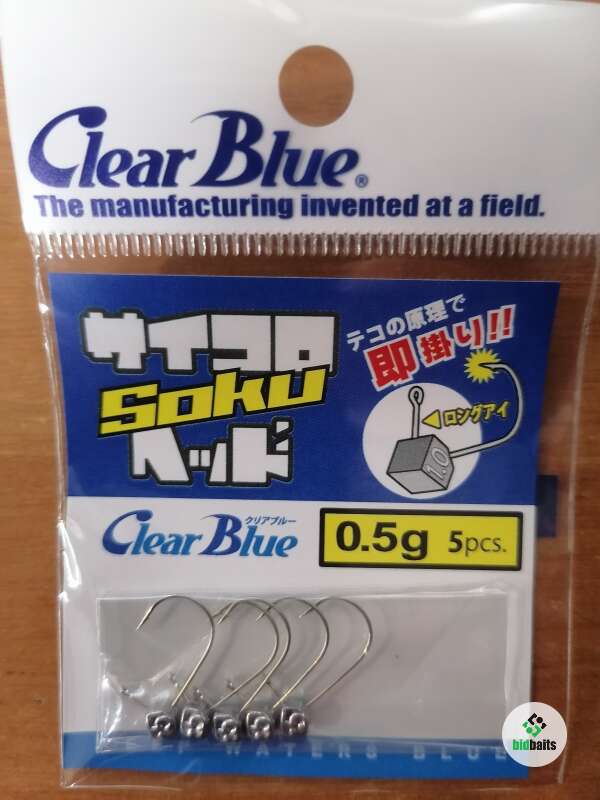 Clear Blue®
The manufacturing invented at a field.
サイコロ
Soku
ヘッド
テコの原理で
即掛り!!
ロングアイ
1.0
クリアブルー
Clear Blue
0.5g 5pcs.
WATERS BLUE
bidbaits